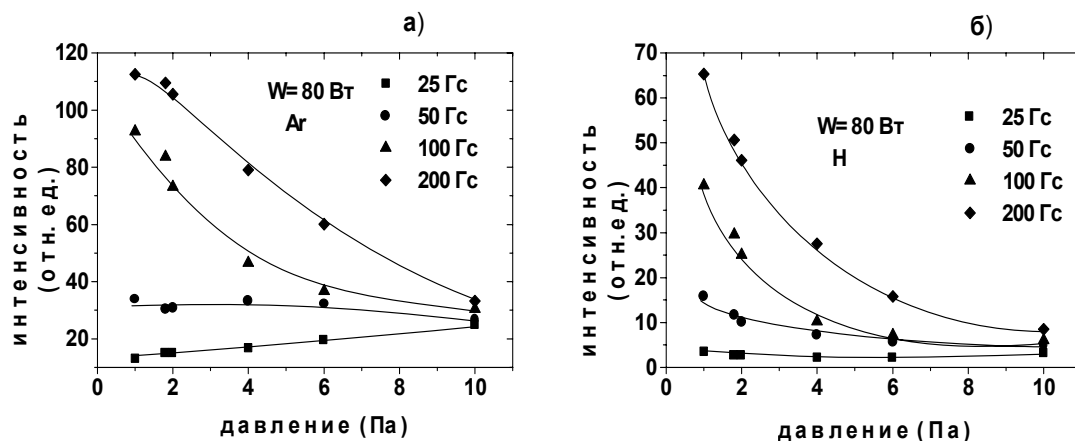 а)
120
100
80
60
40
20
0
2
4
6
8
10
интенсивность
(отн. ед.)
давление (Па)
W=80 Вт
Ar
25 Гс
50 Гс
100 Гс
200 Гс
б)
70
60
50
40
30
20
10
0
0
2
4
6
8
10
интенсивность
(отн.ед.)
давление (Па)
W=80 Вт
H
25 Гс
50 Гс
100 Гс
200 Гс